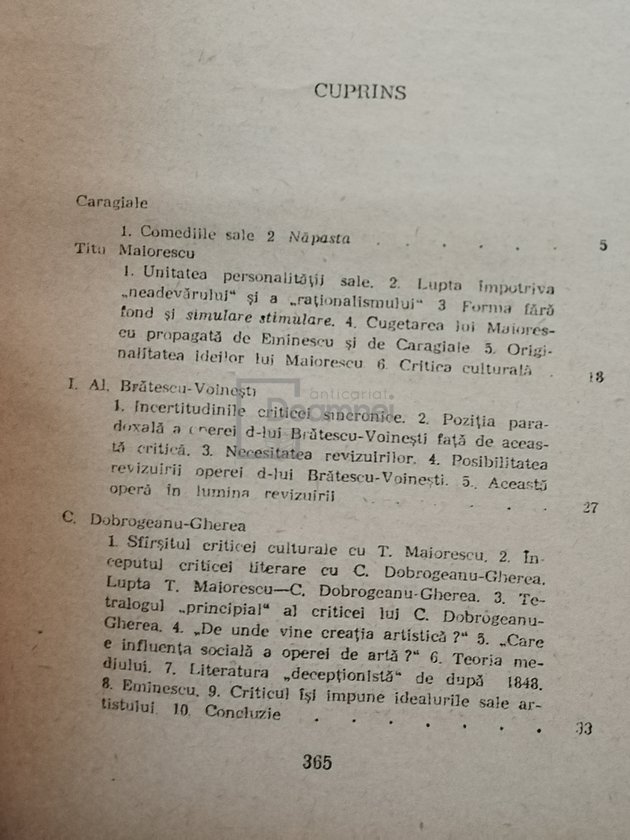 CUPRINS
Caragiale
1. Comediile sale 2 Năpasta . . . . . . 5
Titu Maiorescu
1. Unitatea personalității sale. 2. Lupta împotriva
„neadevărului" și a „raționalismului" 3 Forma fără
fond și simulare stimulare. 4. Cugetarea lui Maiores-
cu propagată de Eminescu și de Caragiale 5. Origi-
nalitatea ideilor lui Maiorescu 6. Critica culturală . 18
I. Al. Brătescu-Voinești
anticariat
1. Incertitudinile criticei sincronice. 2. Poziția para-
doxală a operei d-lui Brătescu-Voinești față de aceas-
tă critică. 3. Necesitatea revizuirilor. 4. Posibilitatea
revizuirii operei d-lui Brătescu-Voinești. 5. Această
operă în lumina revizuirii . . . . . 27
C. Dobrogeanu-Gherea
1. Sfîrșitul criticei culturale cu T. Maiorescu. 2. În-
ceputul criticei literare cu C. Dobrogeanu-Gherea.
Lupta T. Maiorescu—C. Dobrogeanu-Gherea. 3. Te-
tralogul „principial" al criticei lui C. Dobrogeanu-
Gherea. 4. „De unde vine creația artistică ?" 5. „Care
e influența socială a operei de artă ?" 6. Teoria me-
diului. 7. Literatura „decepționistă" de după 1848.
8. Eminescu. 9. Criticul își impune idealurile sale ar-
tistului 10. Concluzie . . . . . . . 33
365